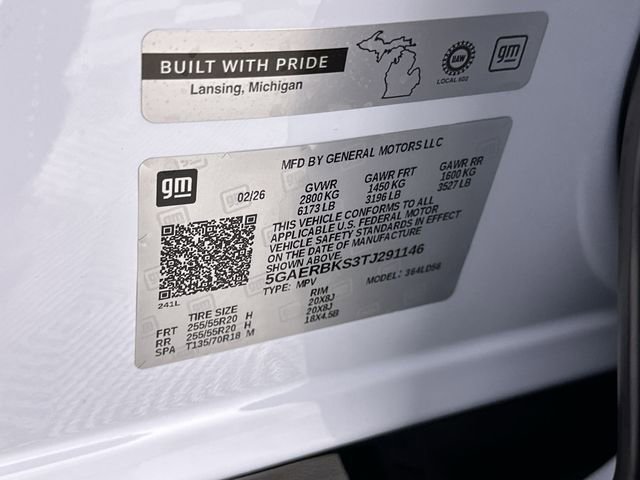 BUILT WITH PRIDE
Lansing, Michigan
UAW
LOCAL 602
gm
gm
MFD BY GENERAL MOTORS LLC
02/26
GVWR GAWR FRT GAWR RR
2800 KG 1450 KG 1600 KG
6173 LB 3196 LB 3527 LB
THIS VEHICLE CONFORMS TO ALL
APPLICABLE U.S. FEDERAL MOTOR
VEHICLE SAFETY STANDARDS IN EFFECT
ON THE DATE OF MANUFACTURE
5GAERBKS3TJ291146
TYPE: MPV MODEL: 364LD56
241L
TIRE SIZE RIM
FRT 255/55R20 H 20X8J
RR 255/55R20 H 20X8J
SPA T135/70R18 M 18X4.5B